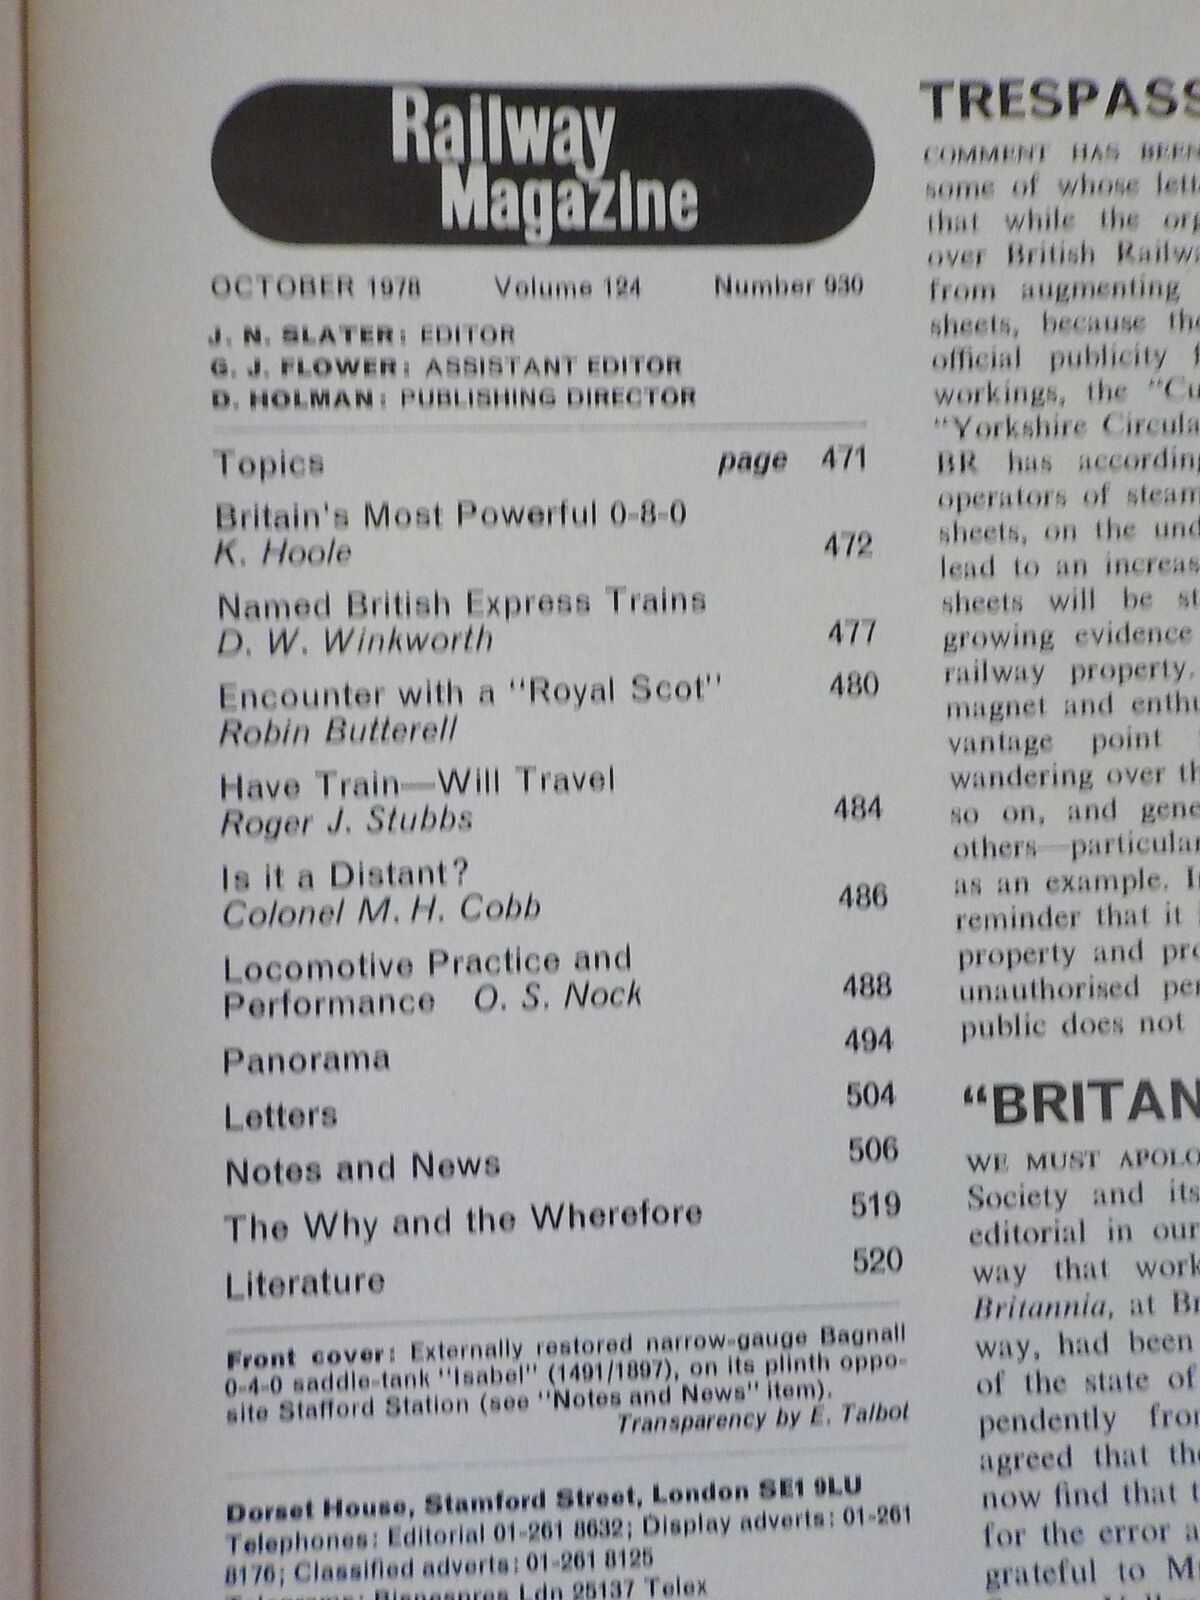 Railway
Magazine
OCTOBER 1978 Volume 124 Number 930
J. N. SLATER: EDITOR
G. J. FLOWER: ASSISTANT EDITOR
D. HOLMAN: PUBLISHING DIRECTOR
Topics page 471
Britain's Most Powerful 0-8-0
K. Hoole 472
Named British Express Trains
D. W. Winkworth 477
Encounter with a "Royal Scot" 480
Robin Butterell
Have Train—Will Travel
Roger J. Stubbs 484
Is it a Distant?
Colonel M. H. Cobb 486
Locomotive Practice and
Performance O. S. Nock 488
Panorama 494
Letters 504
Notes and News 506
The Why and the Wherefore 519
Literature 520
Front cover: Externally restored narrow-gauge Bagnall
0-4-0 saddle-tank "Isabel" (1491/1897), on its plinth oppo-
site Stafford Station (see "Notes and News" item).
Transparency by E. Talbot
Dorset House, Stamford Street, London SE1 9LU
Telephones: Editorial 01-261 8632; Display adverts: 01-261
8176; Classified adverts: 01-261 8125
Telegrams: Bisnespres Ldn 25137 Telex
TRESPASS
COMMENT HAS BEEN
some of whose
that while the
over British
from augmenting
sheets, because
official publicity
workings, the
"Yorkshire
BR has
operators of steam
sheets, on the
lead to an
sheets will be
growing evidence
railway property.
magnet and
vantage point
wandering over
so on, and
others—
as an example.
reminder that it
property and
unauthorised
public does not
"BRITAN
WE MUST
Society and its
editorial in our
way that
Britannia, at
way, had been
of the state of
pendently
agreed that
now find that
for the error
grateful to